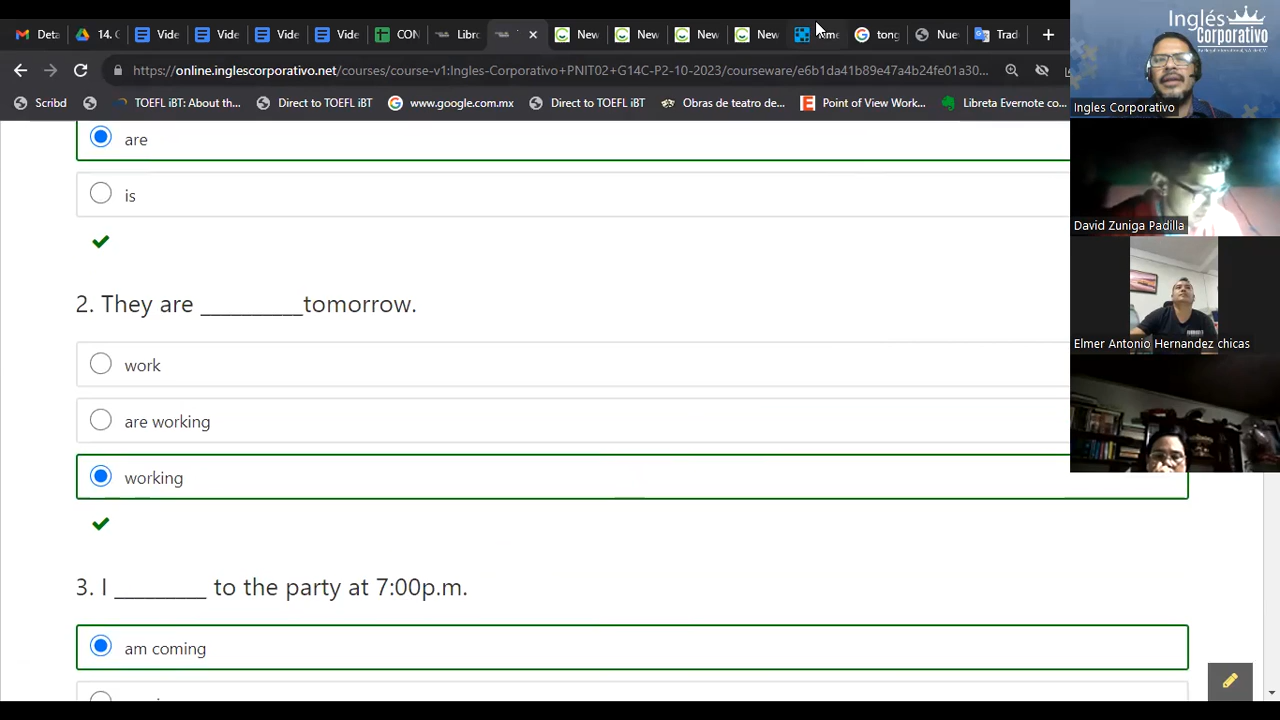 Deta
14. C
Vide
Vide
Vide
Vide
CON
Libro
New
New
New
New
ime
tong
Nue
Trad
https://online.inglescorporativo.net/courses/course-v1:Ingles-Corporativo+PNIT02+G14C-P2-10-2023/courseware/e6b1da41b89e47a4b24fe01a30...
Scribd
TOEFL iBT: About th...
Direct to TOEFL iBT
www.google.com.mx
Direct to TOEFL iBT
Obras de teatro de...
Point of View Work...
Libreta Evernote co...
Inglés
Corporativo
Ingles Corporativo
David Zuniga Padilla
Elmer Antonio Hernandez chicas
are
is
2. They are __________tomorrow.
work
are working
working
3. I _________ to the party at 7:00p.m.
am coming